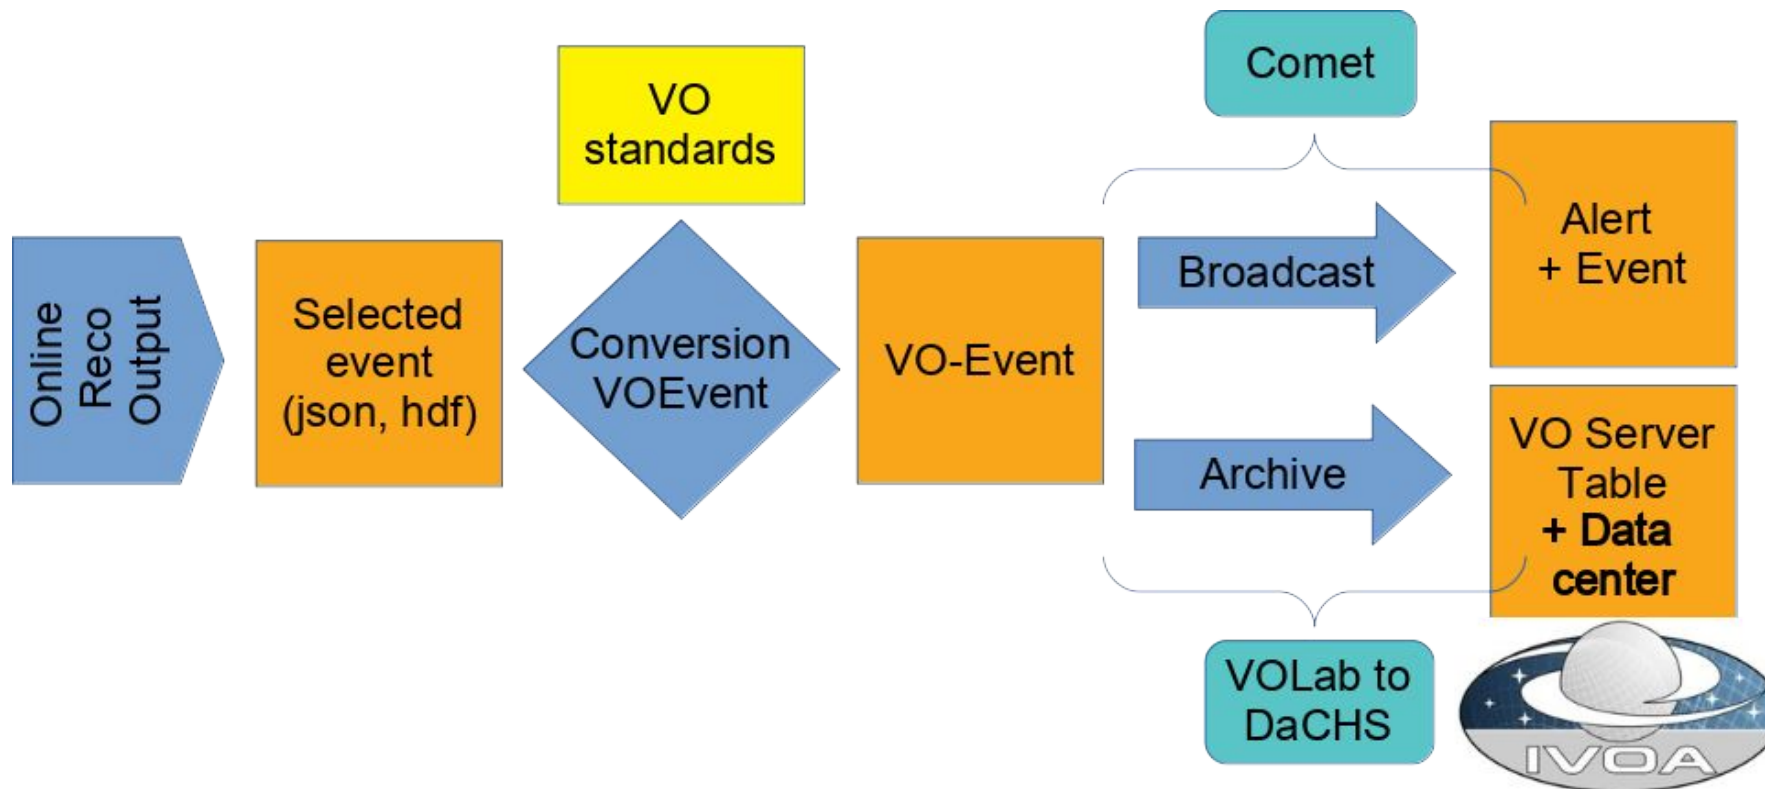 Online
Reco
Output
Selected
event
(json, hdf)
VO
standards
Conversion
VOEvent
VO-Event
Comet
Broadcast
Alert
+ Event
Archive
VO Server
Table
+ Data
center
VOLab to
DaCHS
IVOA